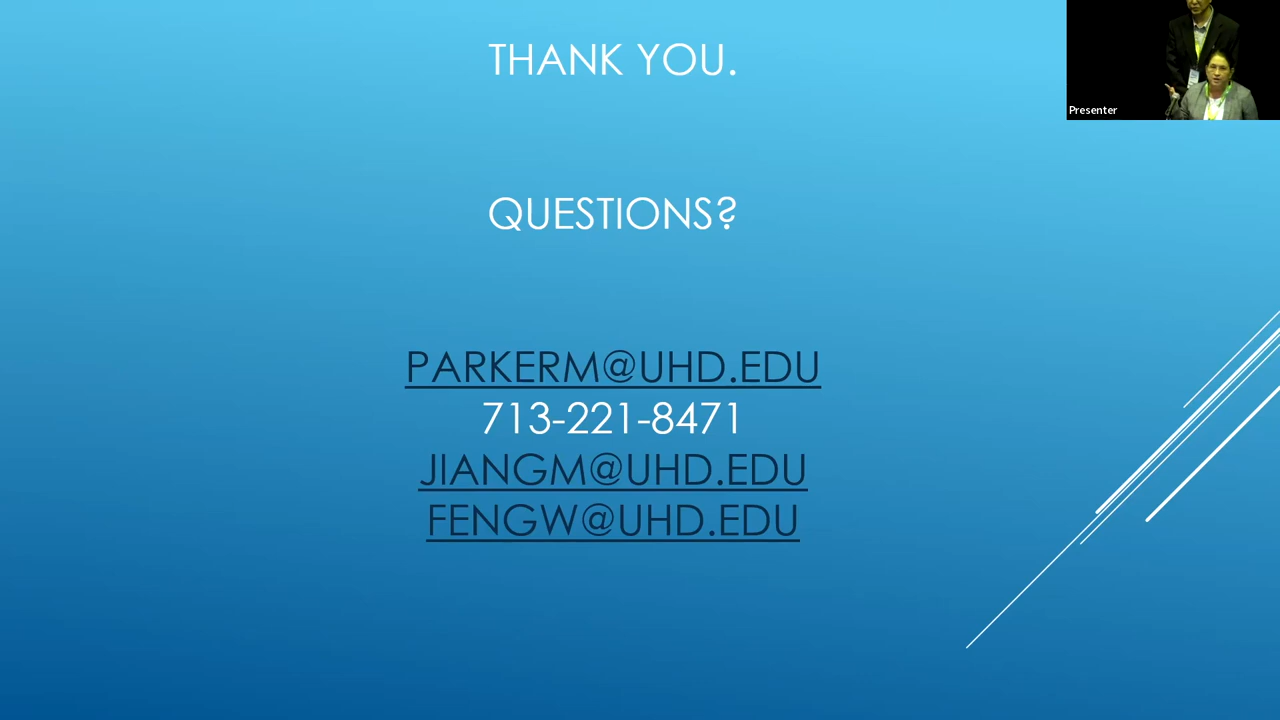 THANK YOU.
QUESTIONS?
PARKERM@UHD.EDU
713-221-8471
JIANGM@UHD.EDU
FENGW@UHD.EDU
Presenter